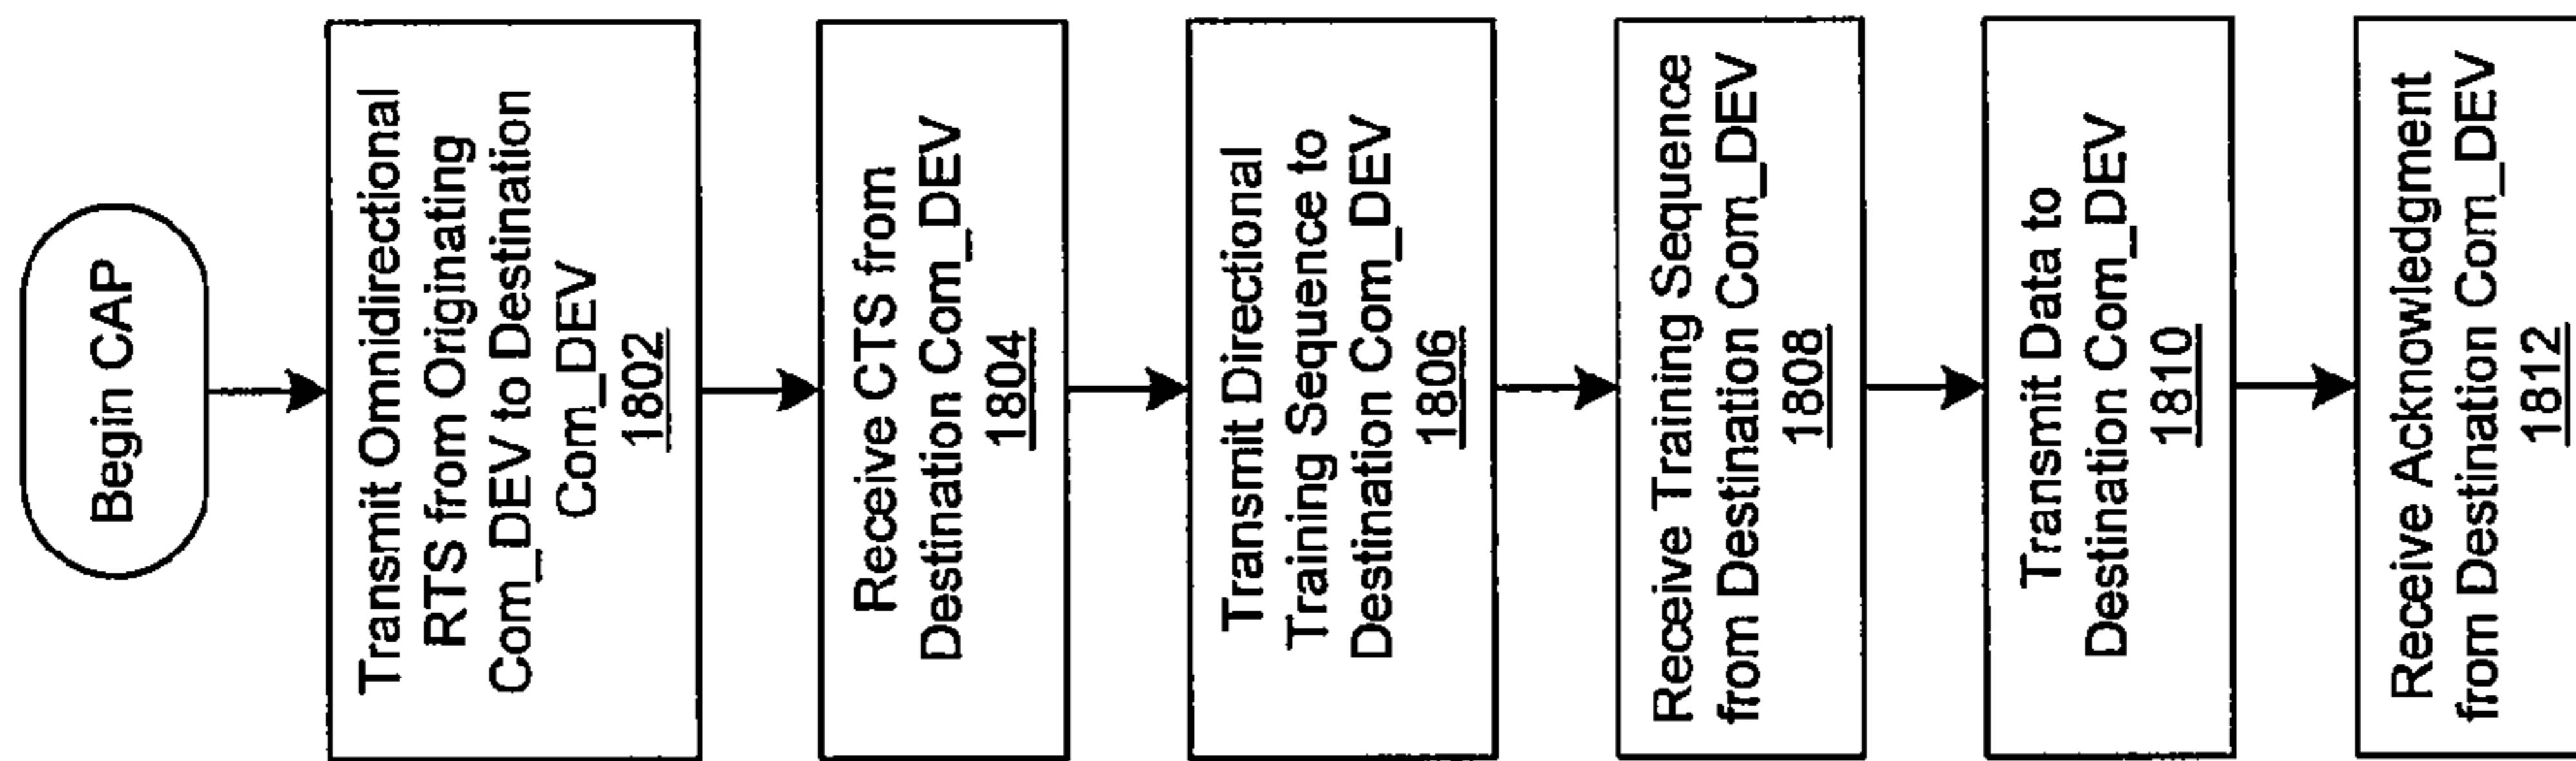 Begin CAP
Transmit Omnidirectional
RTS from Originating
Com_DEV to Destination
Com_DEV
1802
Receive CTS from
Destination Com_DEV
1804
Transmit Directional
Training Sequence to
Destination Com_DEV
1806
Receive Training Sequence
from Destination Com_DEV
1808
Transmit Data to
Destination Com_DEV
1810
Receive Acknowledgment
from Destination Com_DEV
1812